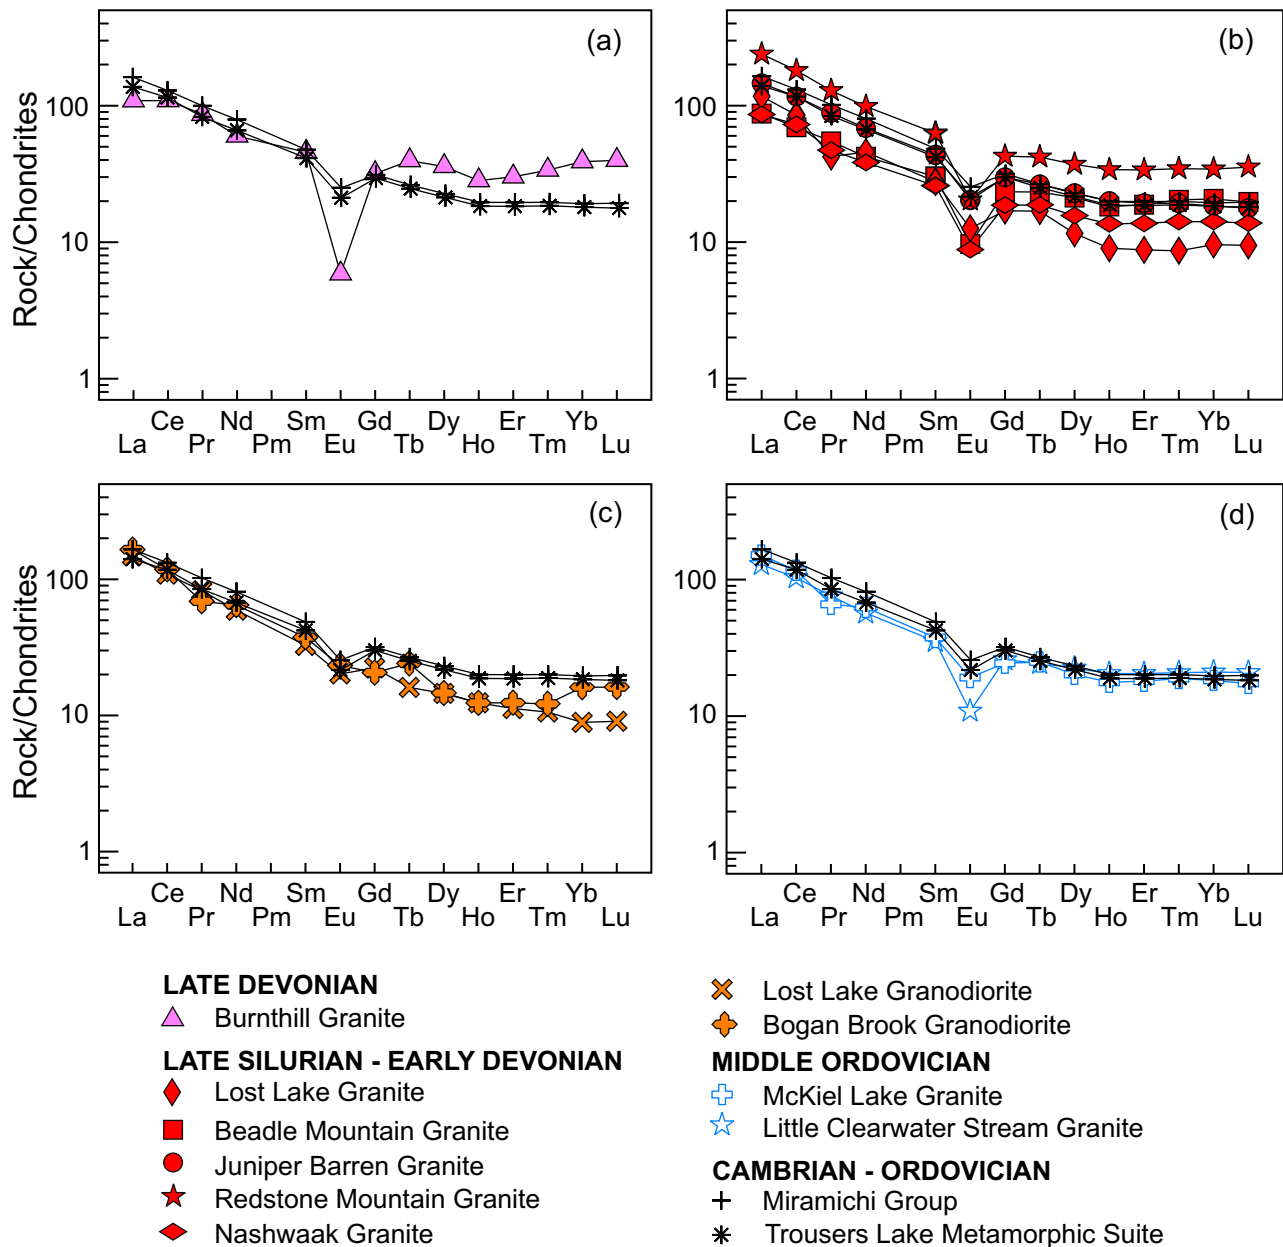 (a)
Rock/Chondrites
100
10
1
La Ce Pr Nd Pm Sm Eu Gd Tb Dy Ho Er Tm Yb Lu
(b)
100
10
1
La Ce Pr Nd Pm Sm Eu Gd Tb Dy Ho Er Tm Yb Lu
(c)
Rock/Chondrites
100
10
1
La Ce Pr Nd Pm Sm Eu Gd Tb Dy Ho Er Tm Yb Lu
(d)
100
10
1
La Ce Pr Nd Pm Sm Eu Gd Tb Dy Ho Er Tm Yb Lu
LATE DEVONIAN
Burnthill Granite
LATE SILURIAN - EARLY DEVONIAN
Lost Lake Granite
Beadle Mountain Granite
Juniper Barren Granite
Redstone Mountain Granite
Nashwaak Granite
Lost Lake Granodiorite
Bogan Brook Granodiorite
MIDDLE ORDOVICIAN
McKiel Lake Granite
Little Clearwater Stream Granite
CAMBRIAN - ORDOVICIAN
Miramichi Group
Trousers Lake Metamorphic Suite